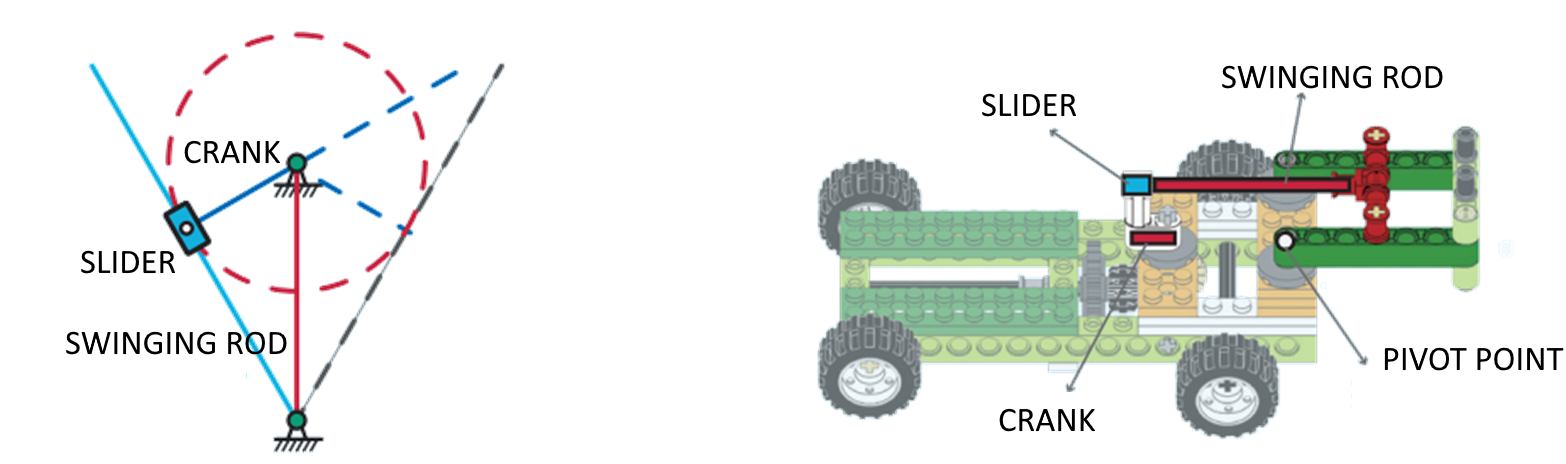 CRANK
SLIDER
SWINGING ROD
SWINGING ROD
SLIDER
PIVOT POINT
CRANK